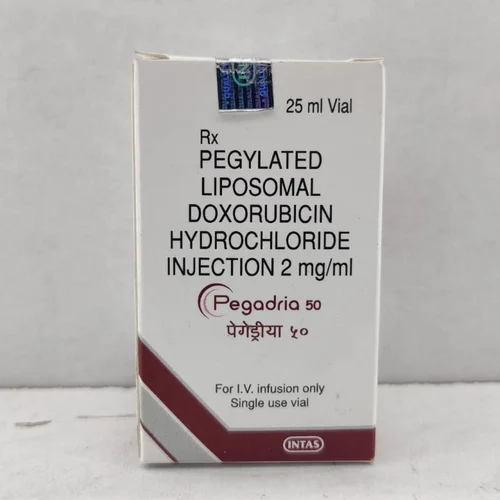 25 ml Vial
Rx
PEGYLATED
LIPOSOMAL
DOXORUBICIN
HYDROCHLORIDE
INJECTION 2 mg/ml
Pegadria 50
पेगेड्रीया ५०
For I.V. infusion only
Single use vial
INTAS